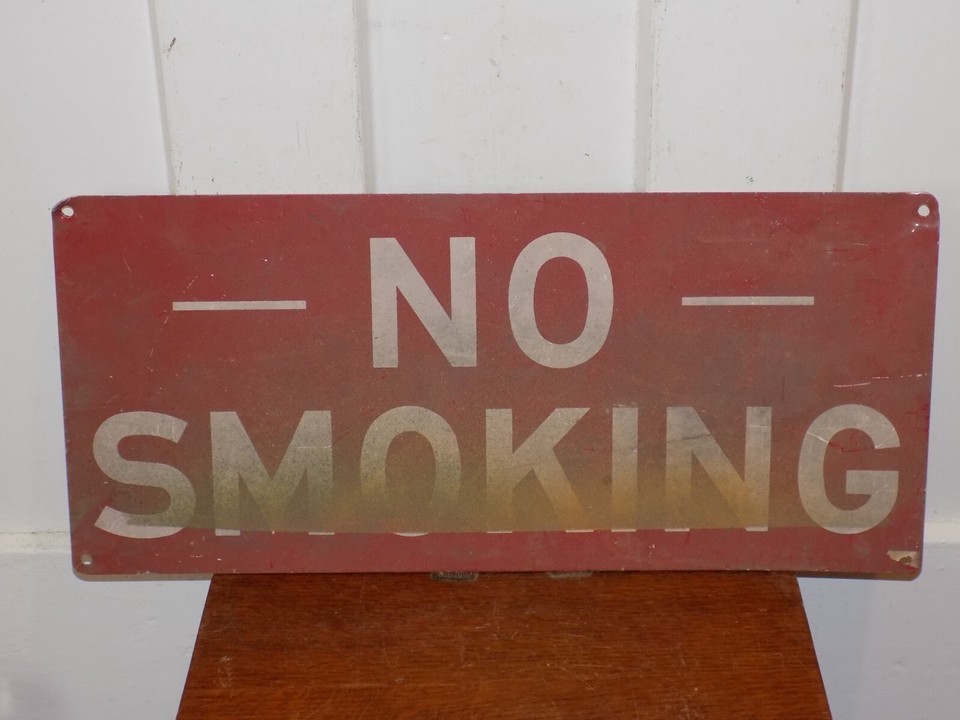 — NO —
SMOKING